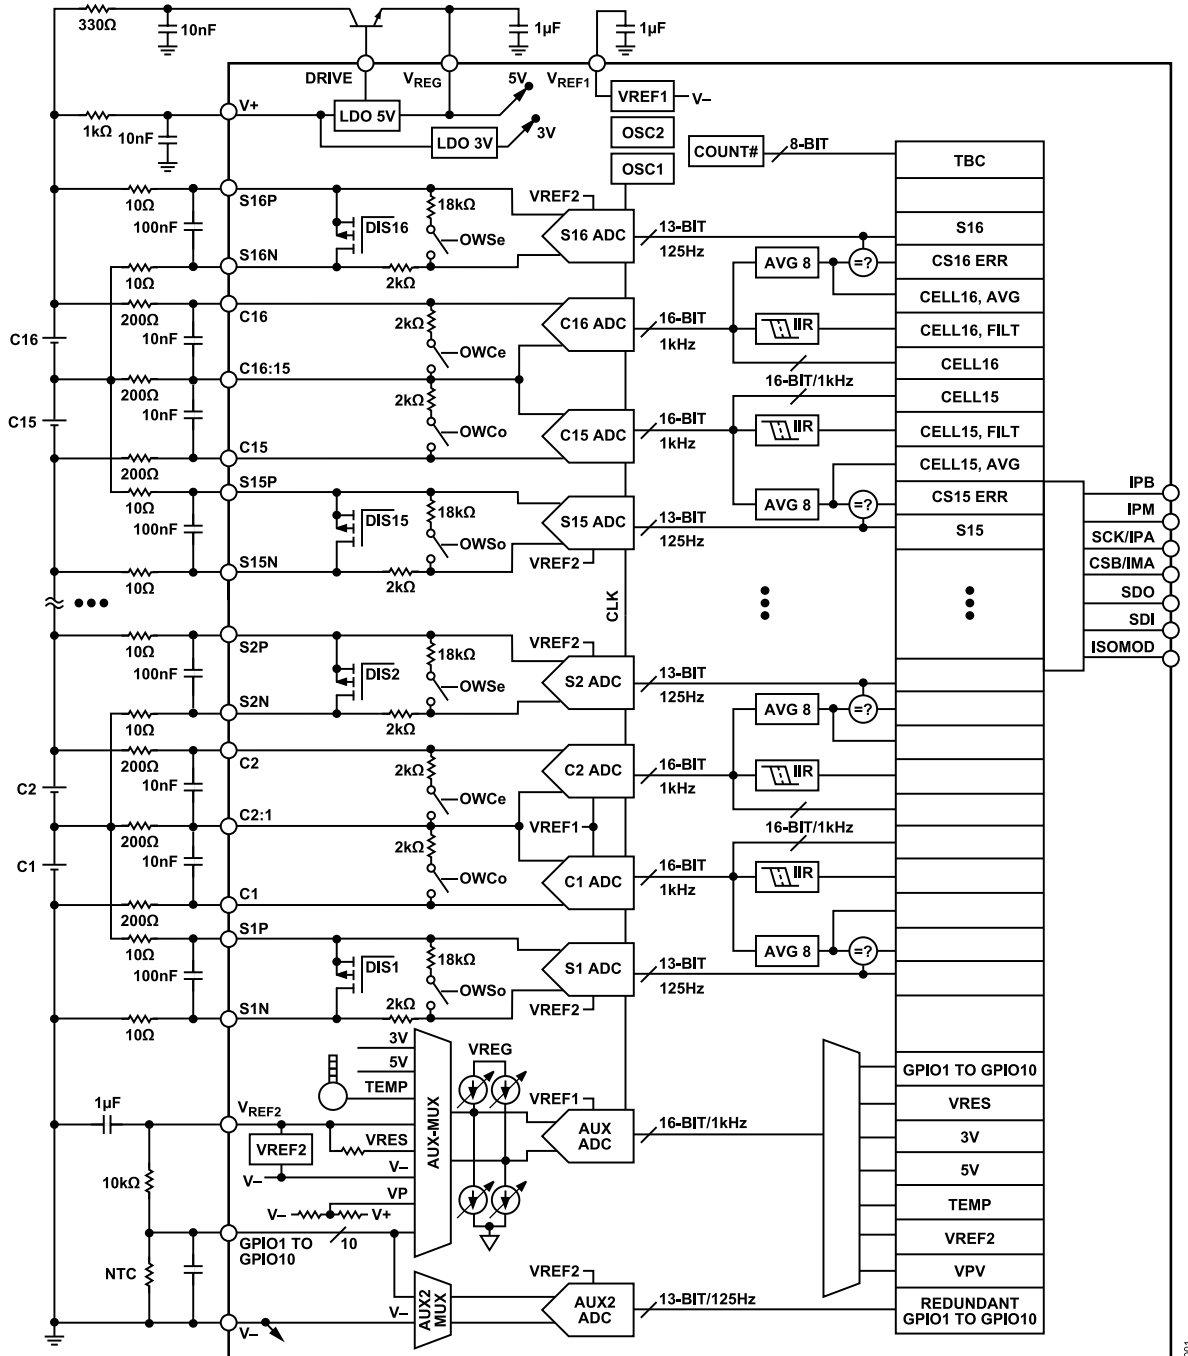 330Ω
10nF
1µF
1µF
DRIVE
VREG
VREF1
5V
VREF1
V–
V+
1kΩ
10nF
LDO 5V
3V
LDO 3V
OSC2
COUNT#
8-BIT
OSC1
TBC
10Ω
S16P
100nF
DIS16
18kΩ
OWSe
VREF2
S16 ADC
13-BIT
125Hz
S16
S16N
10Ω
2kΩ
AVG 8
=?
CS16 ERR
CELL16, AVG
200Ω
C16
10nF
2kΩ
OWCe
C16 ADC
16-BIT
1kHz
IIR
CELL16, FILT
C16
C16:15
CELL16
200Ω
10nF
2kΩ
16-BIT/1kHz
CELL15
C15
OWCo
C15 ADC
16-BIT
1kHz
IIR
CELL15, FILT
C15
200Ω
CELL15, AVG
S15P
10Ω
100nF
DIS15
18kΩ
OWSo
S15 ADC
13-BIT
125Hz
AVG 8
=?
CS15 ERR
S15
S15N
10Ω
2kΩ
VREF2
CLK
IPB
IPM
SCK/IPA
CSB/IMA
SDO
SDI
ISOMOD
S2P
10Ω
100nF
DIS2
18kΩ
OWSe
VREF2
S2 ADC
13-BIT
125Hz
S2N
10Ω
2kΩ
AVG 8
=?
C2
200Ω
10nF
2kΩ
OWCe
C2 ADC
16-BIT
1kHz
IIR
C2
C2:1
VREF1
200Ω
10nF
2kΩ
16-BIT/1kHz
C1
OWCo
C1 ADC
16-BIT
1kHz
IIR
C1
200Ω
S1P
10Ω
100nF
DIS1
18kΩ
OWSo
S1 ADC
13-BIT
125Hz
AVG 8
=?
S1N
10Ω
2kΩ
VREF2
3V
5V
TEMP
VREG
AUX-MUX
1µF
VREF2
VREF2
VRES
V–
VP
V–
V+
VREF1
AUX
ADC
16-BIT/1kHz
GPIO1 TO GPIO10
VRES
3V
5V
TEMP
VREF2
VPV
10kΩ
GPIO1 TO
GPIO10
10
NTC
V–
V–
AUX2
MUX
VREF2
AUX2
ADC
13-BIT/125Hz
REDUNDANT
GPIO1 TO GPIO10
001